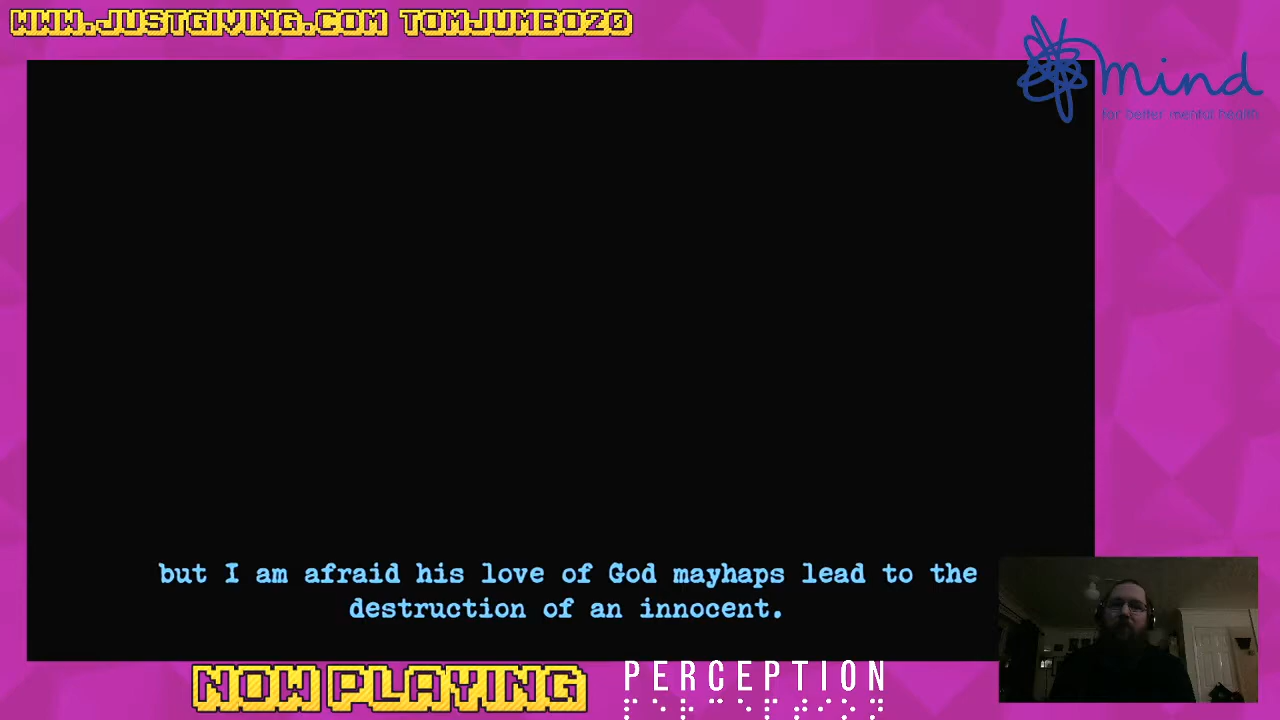 WWW.JUSTGIVING.COM TOMJUMBO20
mind
for better mental health
but I am afraid his love of God mayhaps lead to the
destruction of an innocent.
NOW PLAYING
PERCEPTION